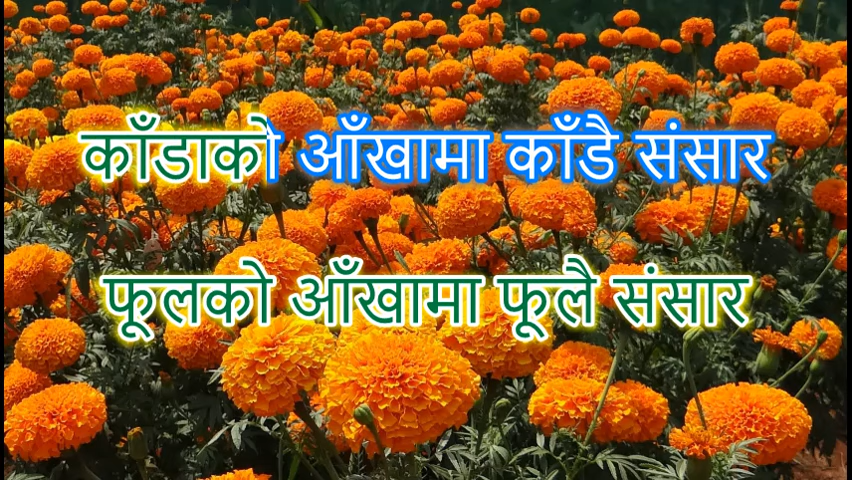 काँडाको आँखामा काँडै संसार
फूलको आँखामा फूलै संसार